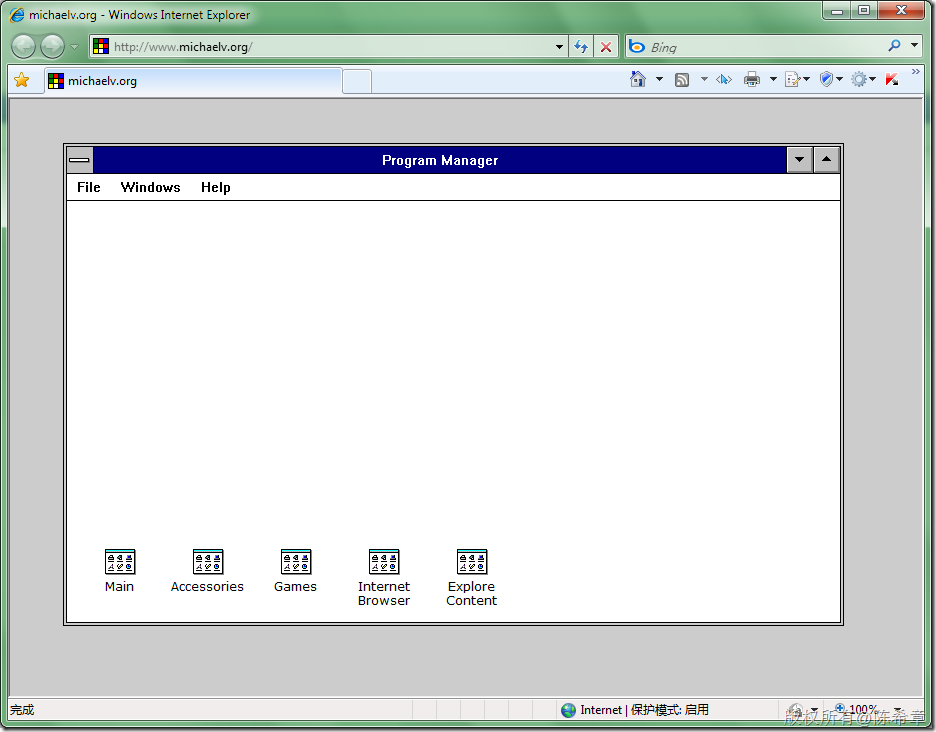 michaelv.org - Windows Internet Explorer
http://www.michaelv.org/
Bing
michaelv.org
Program Manager
File Windows Help
Main
Accessories
Games
Internet
Browser
Explore
Content
完成
Internet | 保护模式: 启用
100%
版权所有@陈希章